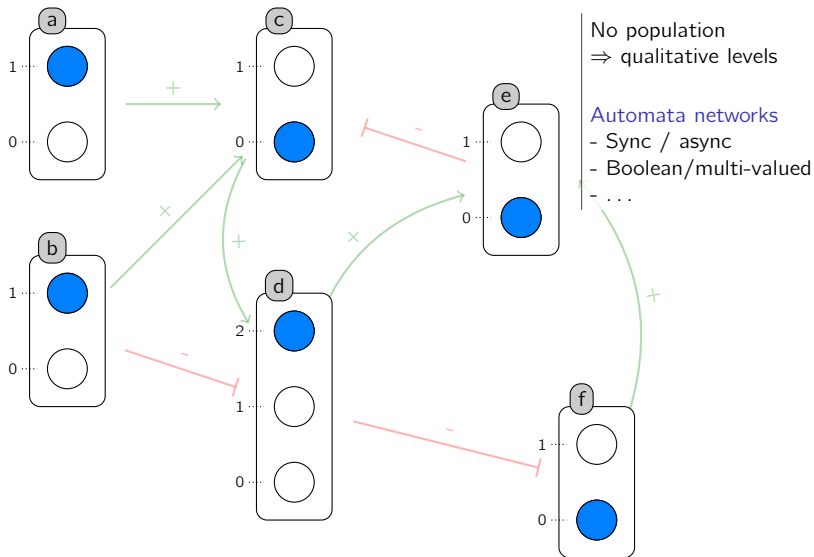 a
1
0
+
c
1
0
No population
⇒ qualitative levels
Automata networks
- Sync / async
- Boolean/multi-valued
- . . .
e
1
0
-
b
1
0
×
+
×
-
d
2
1
0
-
+
f
1
0